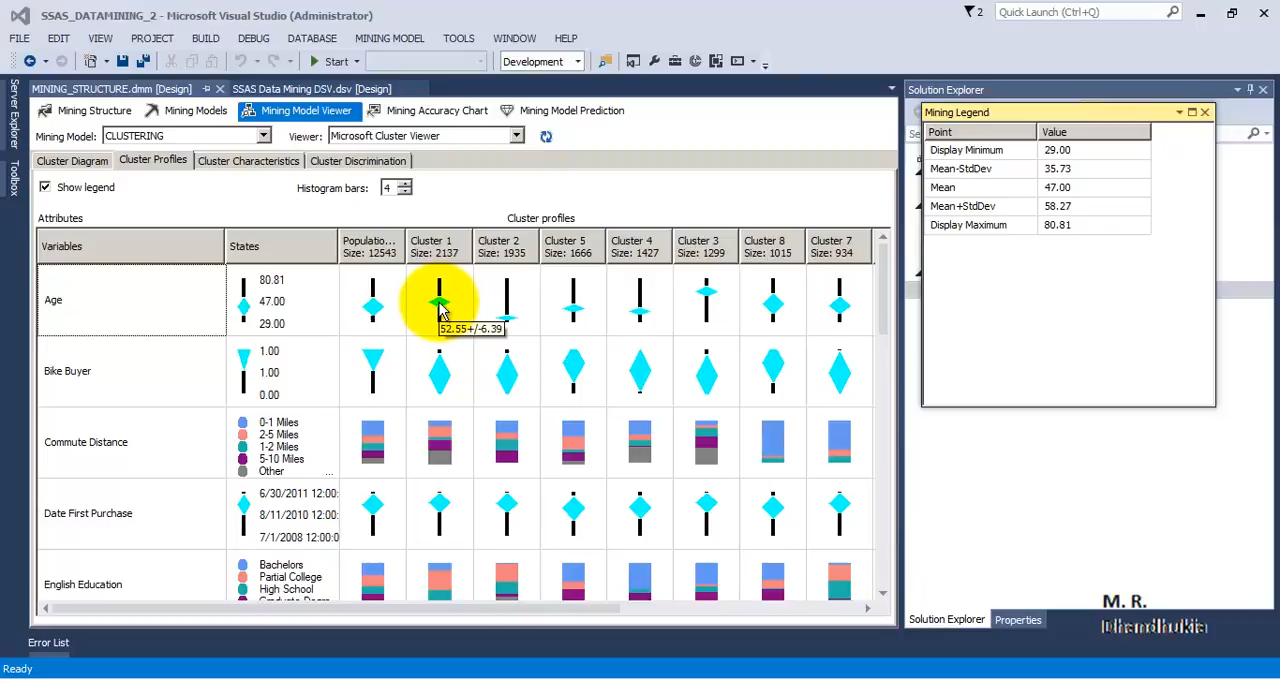 SSAS_DATAMINING_2 - Microsoft Visual Studio (Administrator)
2
Quick Launch (Ctrl+Q)
FILE EDIT VIEW PROJECT BUILD DEBUG DATABASE MINING MODEL TOOLS WINDOW HELP
Start
Development
Server Explorer
Toolbox
MINING_STRUCTURE.dmm [Design]
SSAS Data Mining DSV.dsv [Design]
Mining Structure
Mining Models
Mining Model Viewer
Mining Accuracy Chart
Mining Model Prediction
Mining Model: CLUSTERING
Viewer: Microsoft Cluster Viewer
Cluster Diagram
Cluster Profiles
Cluster Characteristics
Cluster Discrimination
Show legend
Histogram bars: 4
Attributes
Cluster profiles
Variables
States
Populatio...
Size: 12543
Cluster 1
Size: 2137
Cluster 2
Size: 1935
Cluster 5
Size: 1666
Cluster 4
Size: 1427
Cluster 3
Size: 1299
Cluster 8
Size: 1015
Cluster 7
Size: 934
Age
80.81
47.00
29.00
52.55+/-6.39
Bike Buyer
1.00
1.00
0.00
Commute Distance
0-1 Miles
2-5 Miles
1-2 Miles
5-10 Miles
Other ...
Date First Purchase
6/30/2011 12:00:
8/11/2010 12:00:
7/1/2008 12:00:0
English Education
Bachelors
Partial College
High School
Solution Explorer
Mining Legend
Point Value
Display Minimum 29.00
Mean-StdDev 35.73
Mean 47.00
Mean+StdDev 58.27
Display Maximum 80.81
Solution Explorer
Properties
M. R.
Dhandhukia
Error List
Ready